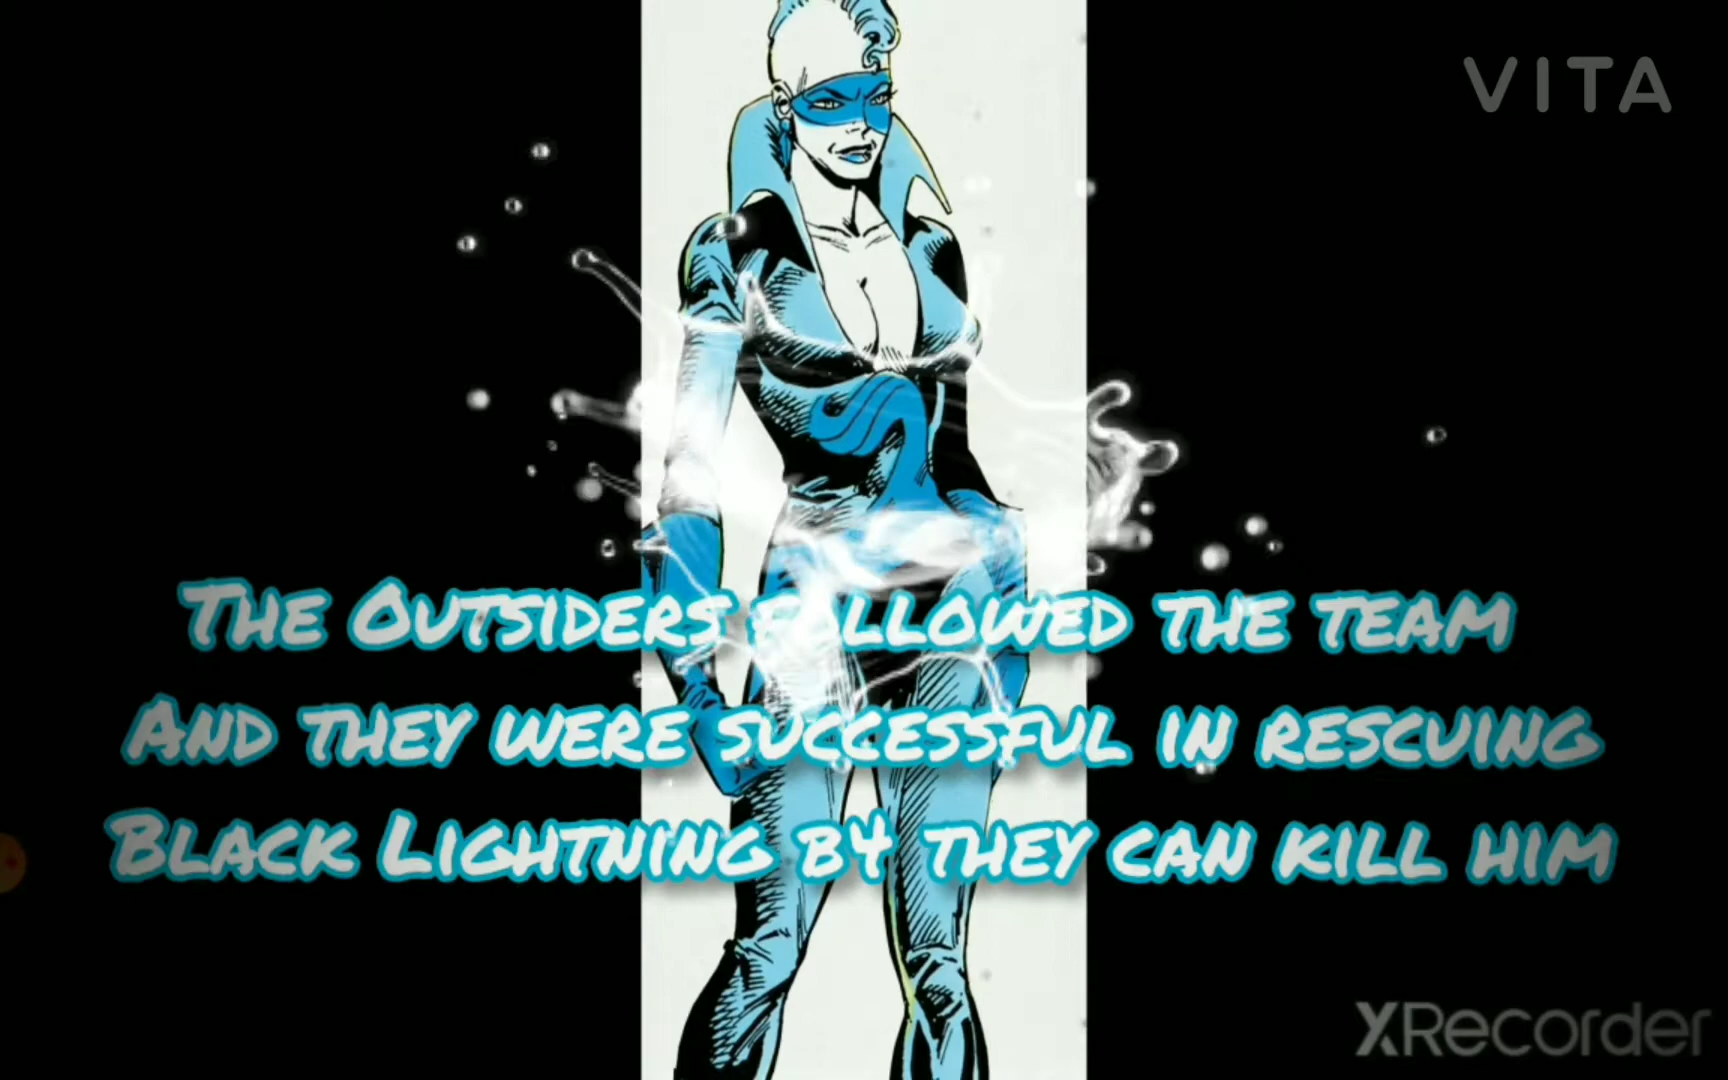 VITA
The Outsiders followed the team
And they were successful in rescuing
Black Lightning b4 they can kill him
XRecorder